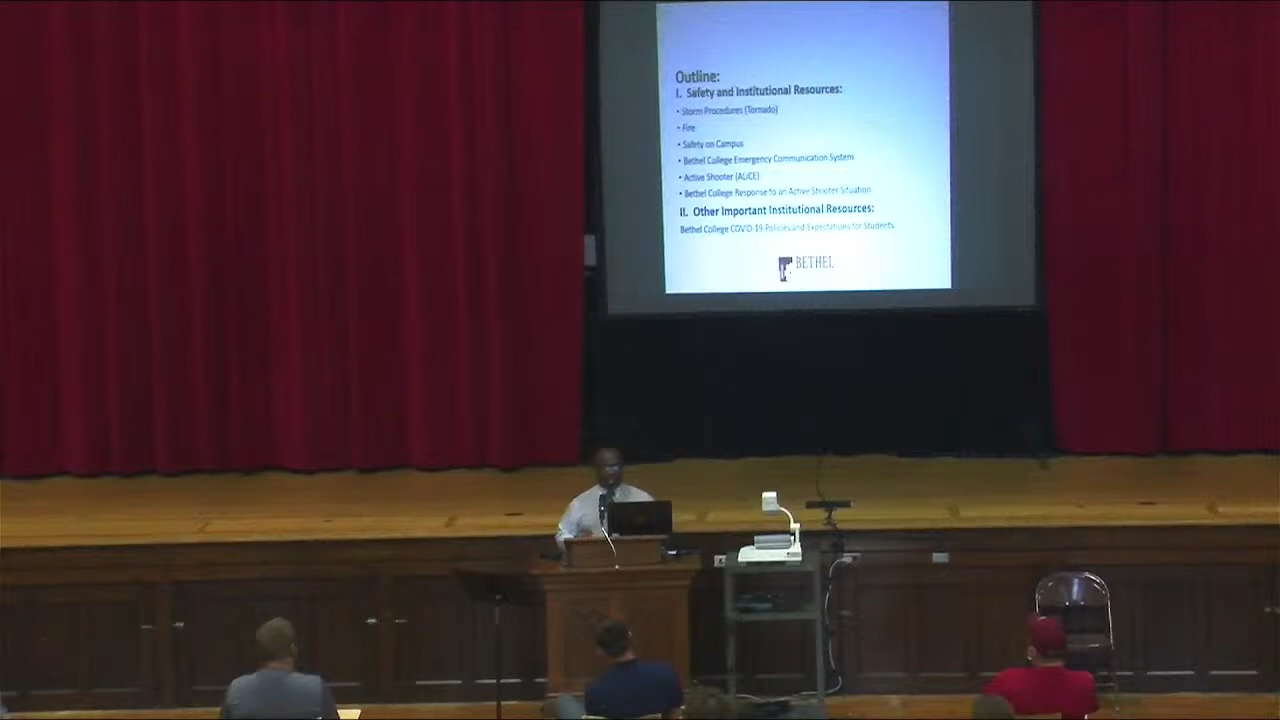 Outline:
I. Safety and Institutional Resources:
• Storm Procedures (Tornado)
• Fire
• Safety on Campus
• Bethel College Emergency Communication System
• Active Shooter (ALiCE)
• Bethel College Response to an Active Shooter Situation
II. Other Important Institutional Resources:
Bethel College COVID-19 Policies and Expectations for Students
BETHEL